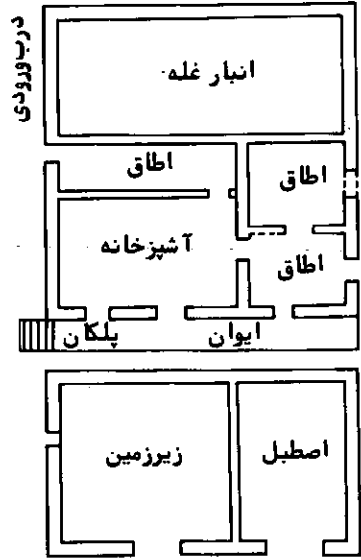 درب ورودی
انبار غله
اطاق
اطاق
آشپزخانه
اطاق
ایوان
پلکان
اصطبل
زیرزمین